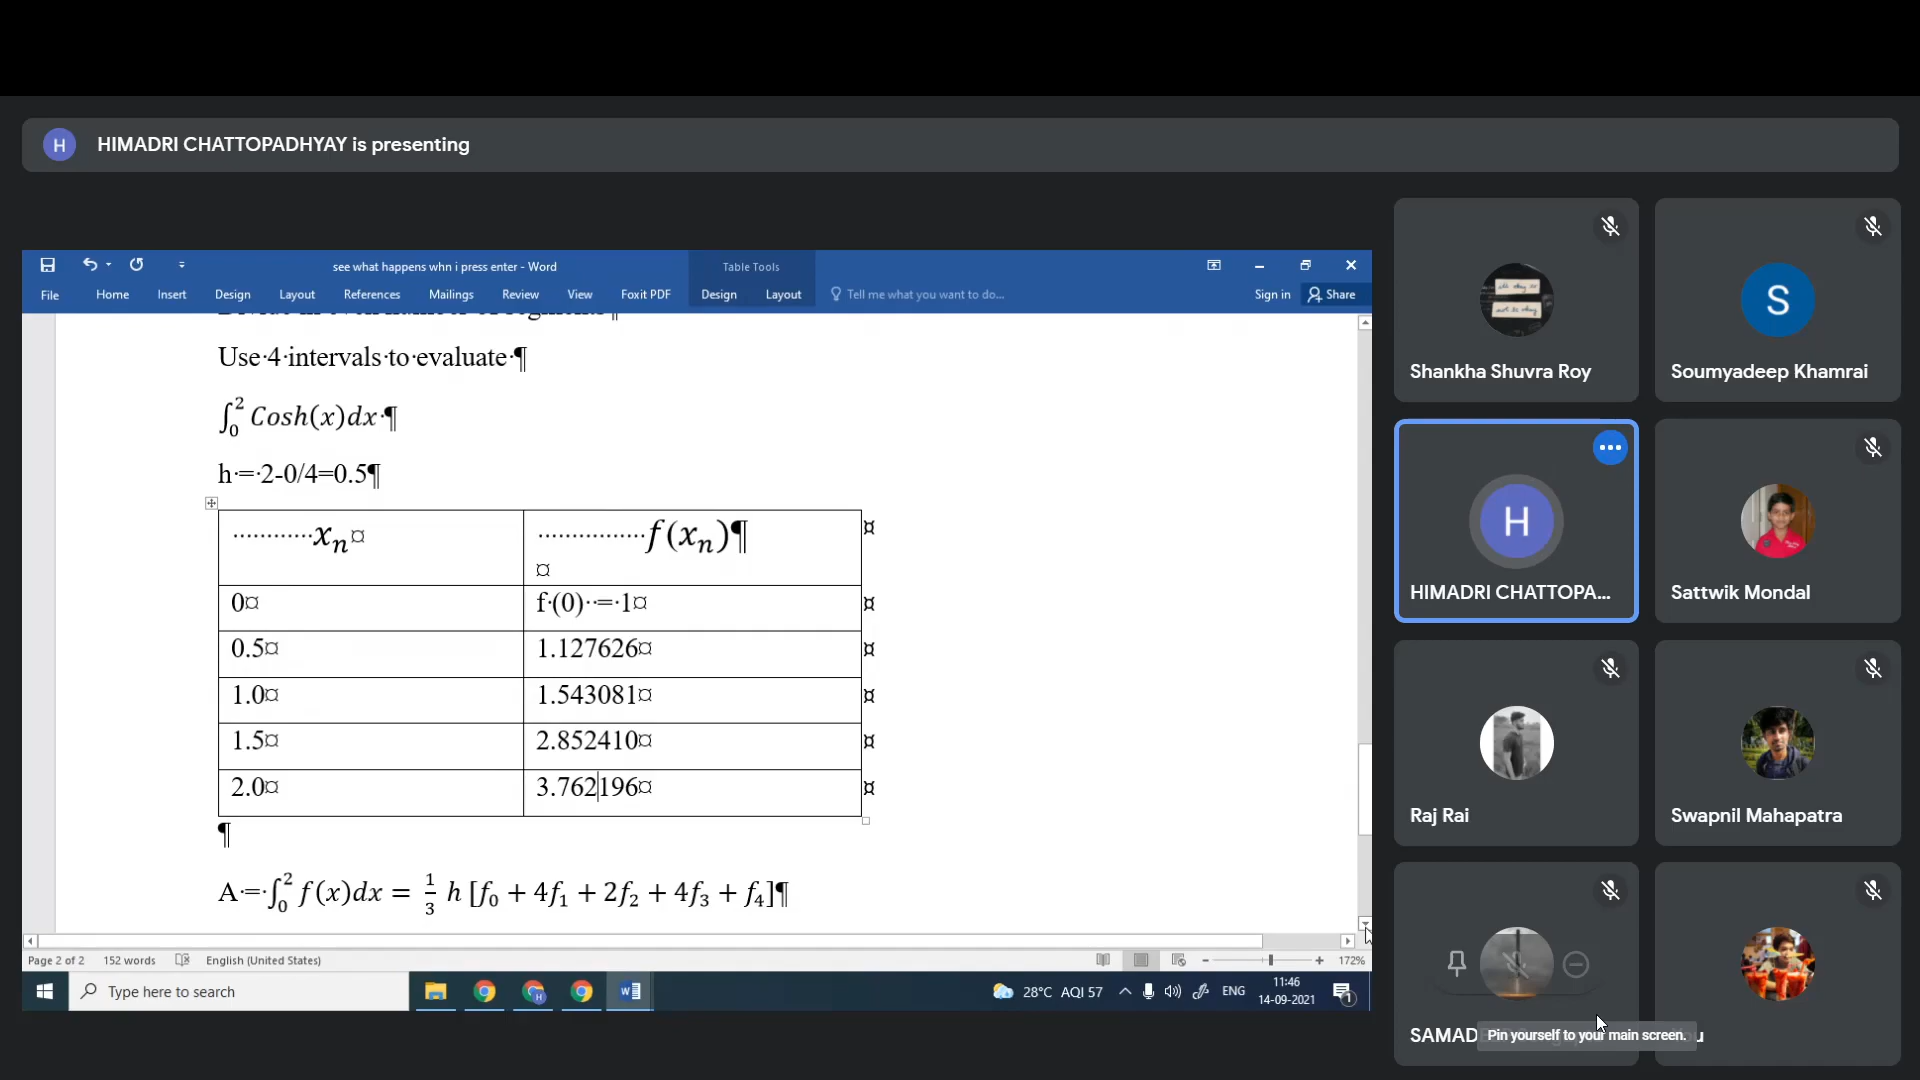 H HIMADRI CHATTOPADHYAY is presenting
see what happens whn i press enter - Word
Table Tools
File Home Insert Design Layout References Mailings Review View Foxit PDF Design Layout Tell me what you want to do... Sign in Share
Use·4·intervals·to·evaluate·¶
∫₀² Cosh(x)dx·¶
h·=·2-0/4=0.5¶
············xₙ¤ ················f(xₙ)¶
¤
0¤ f·(0)··=·1¤ ¤
0.5¤ 1.127626¤ ¤
1.0¤ 1.543081¤ ¤
1.5¤ 2.852410¤ ¤
2.0¤ 3.762196¤ ¤
¶
A·=·∫₀² f(x)dx = 1/3 h [f₀ + 4f₁ + 2f₂ + 4f₃ + f₄]¶
Page 2 of 2 152 words English (United States) 172%
Type here to search
28°C AQI 57 ENG 11:46
14-09-2021
1
Shankha Shuvra Roy
S
Soumyadeep Khamrai
H
HIMADRI CHATTOPA...
Sattwik Mondal
Raj Rai
Swapnil Mahapatra
Pin yourself to your main screen.